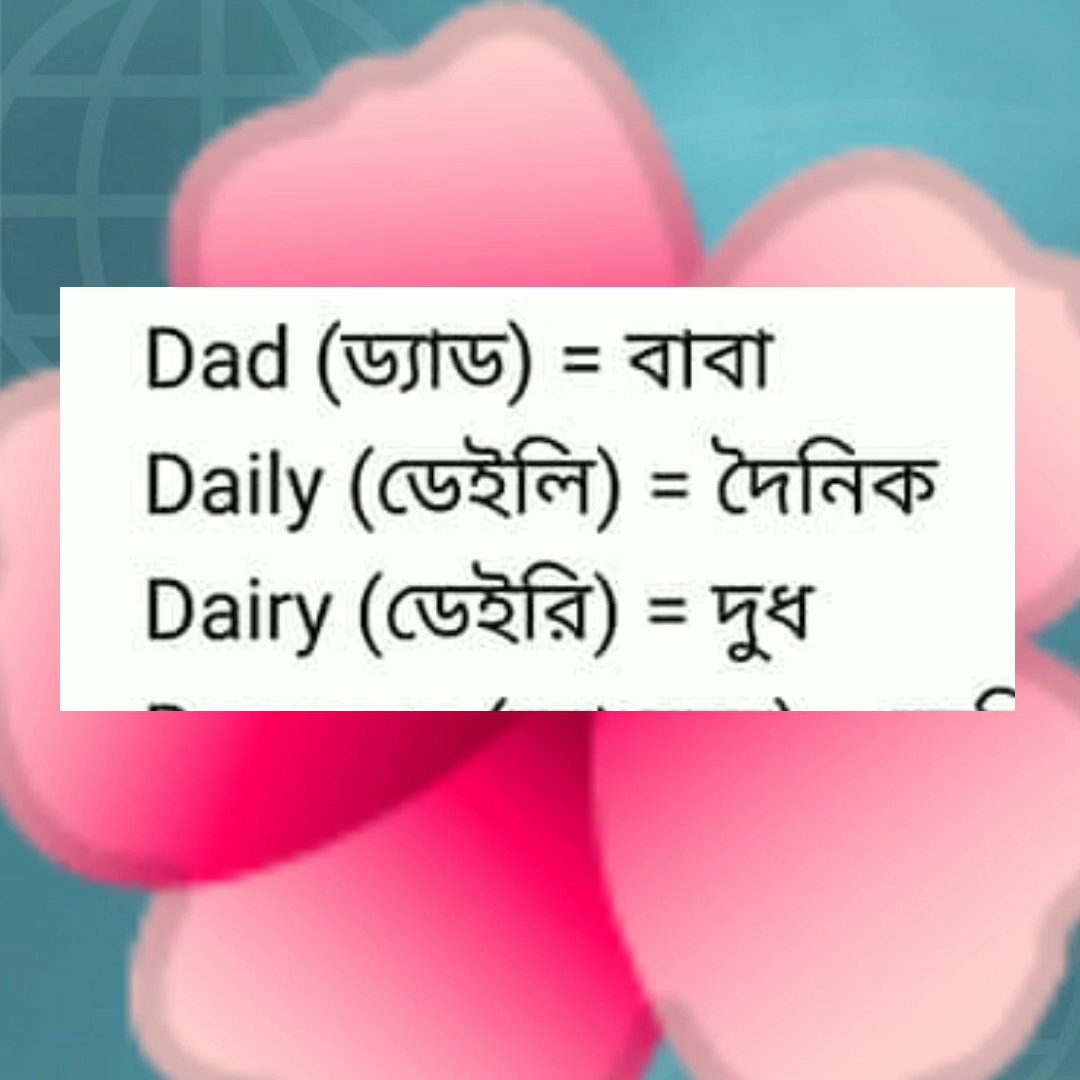 Dad (ড্যাড) = বাবা
Daily (ডেইলি) = দৈনিক
Dairy (ডেইরি) = দুধ